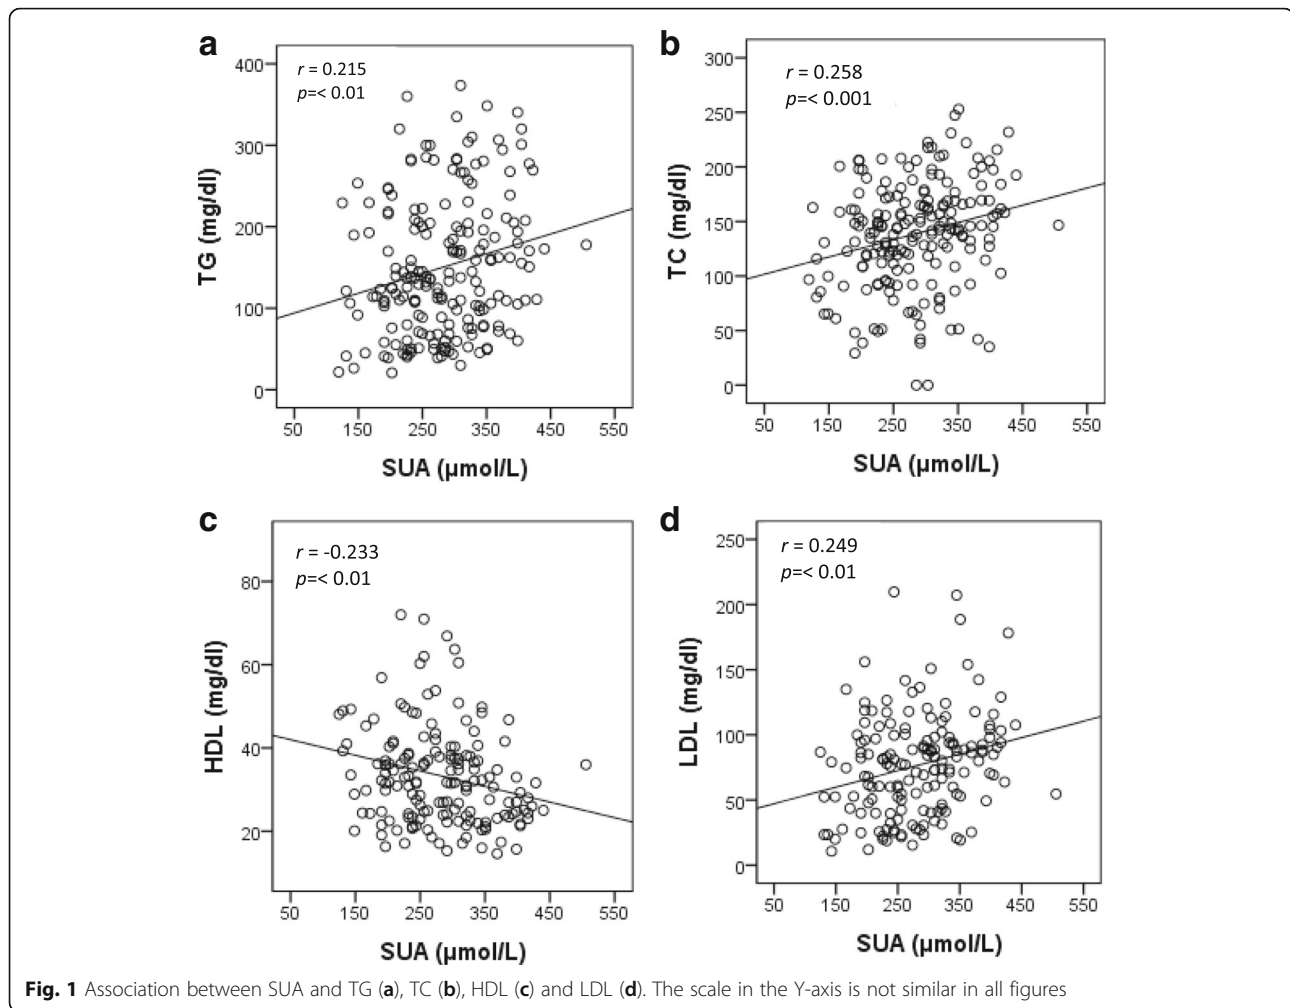 a
r = 0.215
p=< 0.01
400
300
200
100
0
TG (mg/dl)
50 150 250 350 450 550
SUA (µmol/L)
b
r = 0.258
p=< 0.001
300
250
200
150
100
50
0
TC (mg/dl)
50 150 250 350 450 550
SUA (µmol/L)
c
r = -0.233
p=< 0.01
80
60
40
20
HDL (mg/dl)
50 150 250 350 450 550
SUA (µmol/L)
d
r = 0.249
p=< 0.01
250
200
150
100
50
0
LDL (mg/dl)
50 150 250 350 450 550
SUA (µmol/L)
Fig. 1 Association between SUA and TG (a), TC (b), HDL (c) and LDL (d). The scale in the Y-axis is not similar in all figures